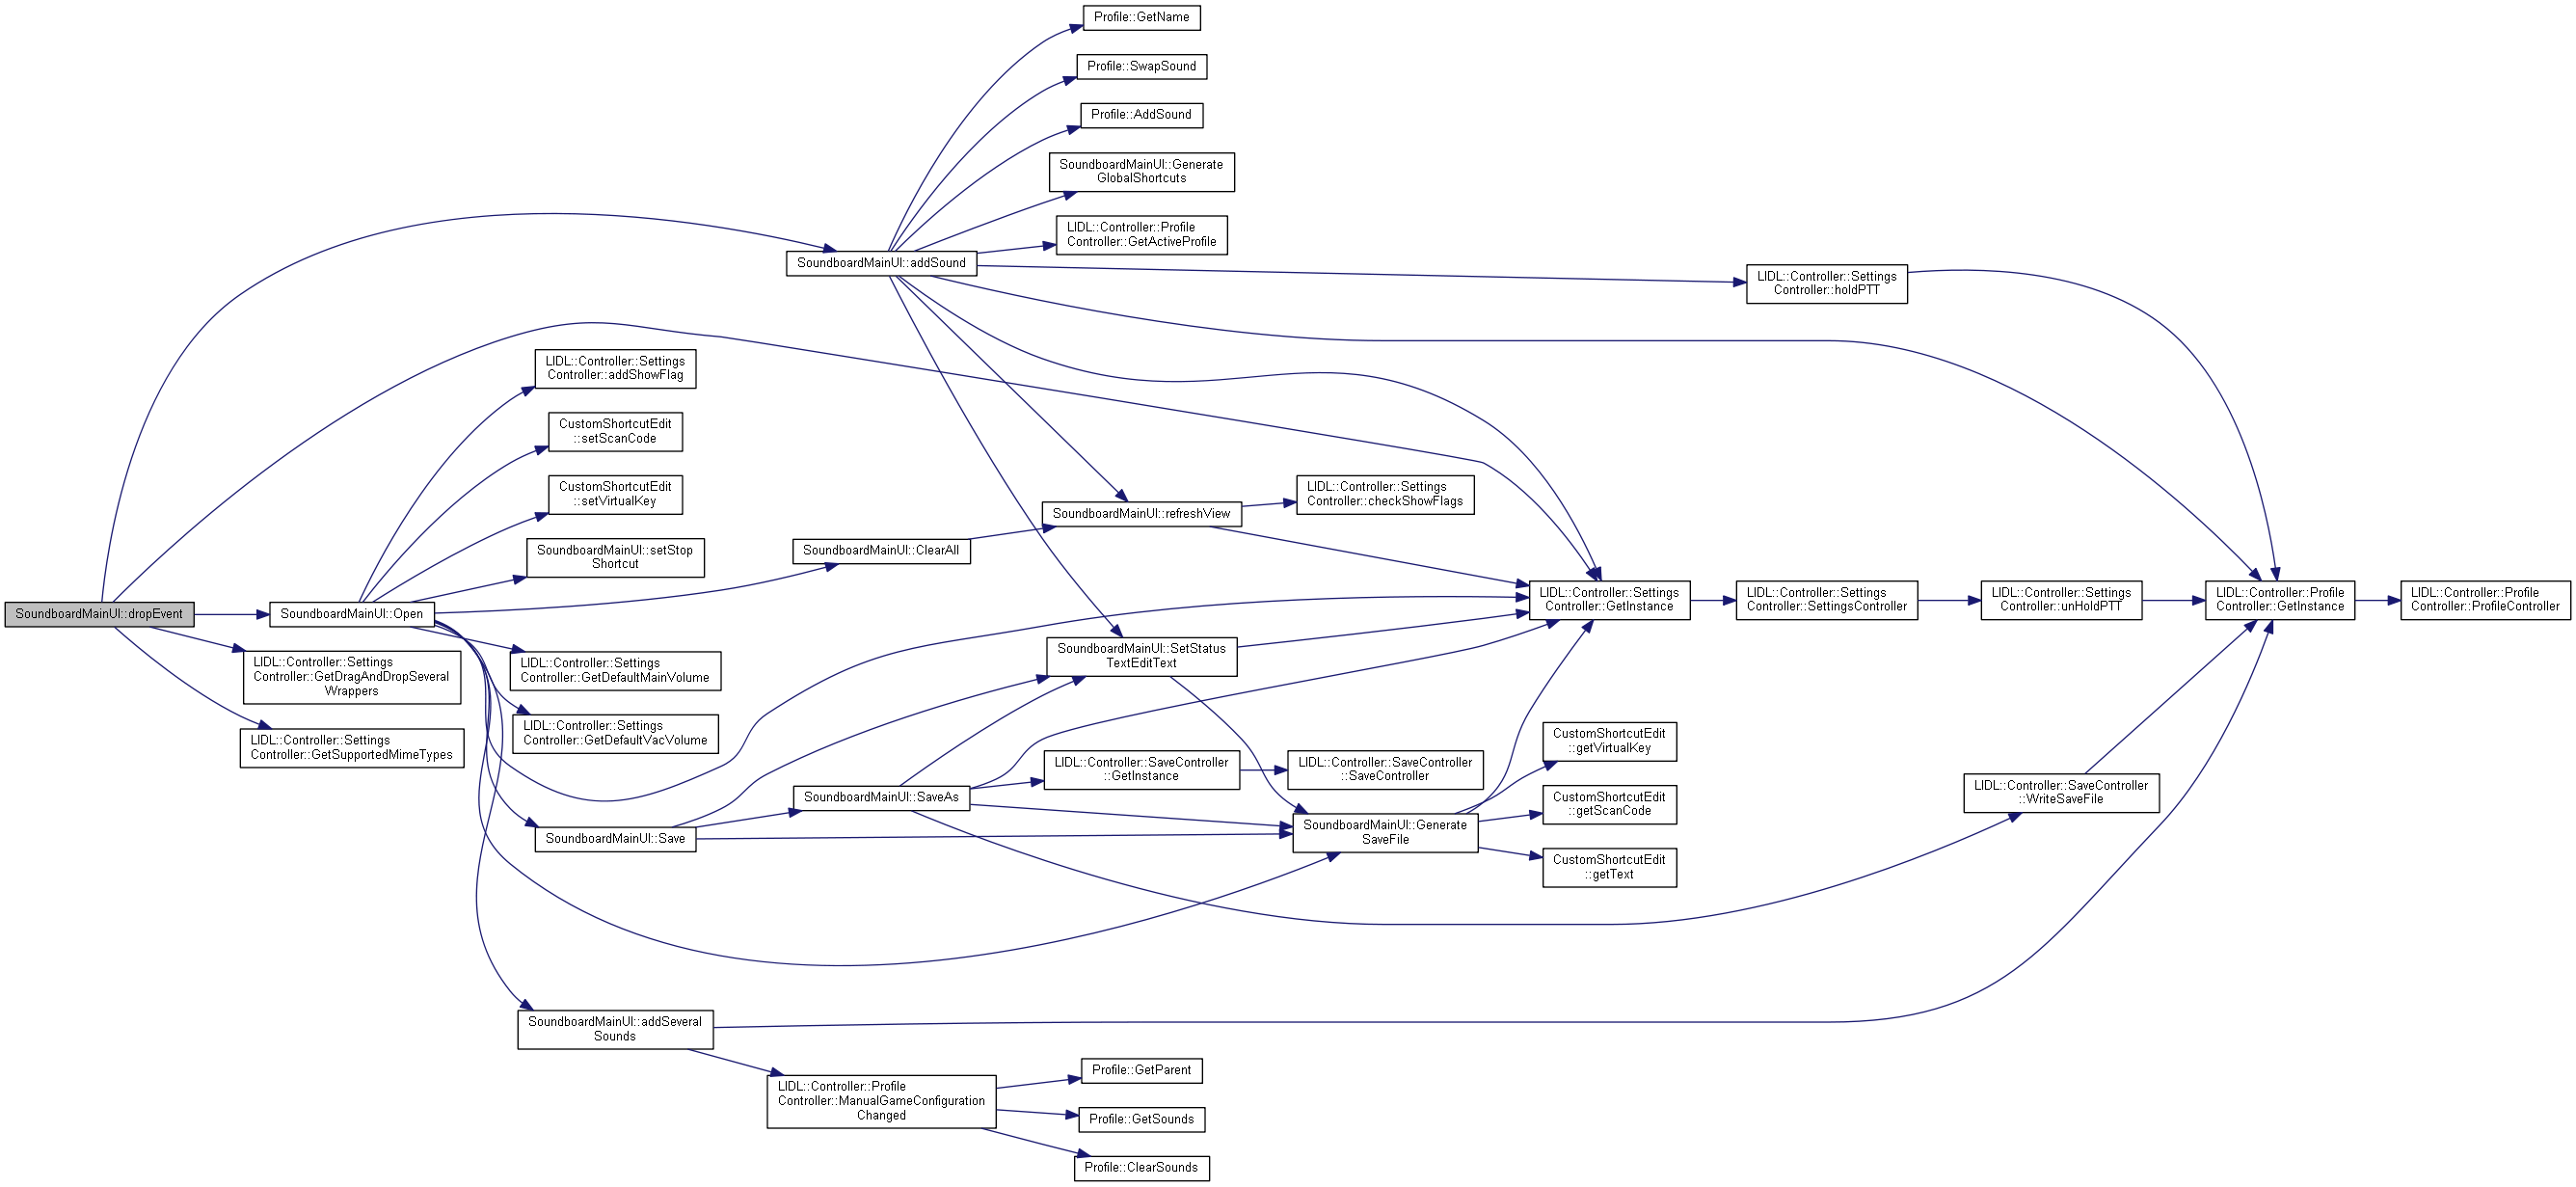 Profile::GetName
Profile::SwapSound
Profile::AddSound
SoundboardMainUI::Generate
GlobalShortcuts
LIDL::Controller::Profile
Controller::GetActiveProfile
SoundboardMainUI::addSound
LIDL::Controller::Settings
Controller::holdPTT
LIDL::Controller::Settings
Controller::addShowFlag
CustomShortcutEdit
::setScanCode
CustomShortcutEdit
::setVirtualKey
SoundboardMainUI::refreshView
LIDL::Controller::Settings
Controller::checkShowFlags
SoundboardMainUI::setStop
Shortcut
SoundboardMainUI::ClearAll
SoundboardMainUI::dropEvent
SoundboardMainUI::Open
LIDL::Controller::Settings
Controller::GetInstance
LIDL::Controller::Settings
Controller::SettingsController
LIDL::Controller::Settings
Controller::unHoldPTT
LIDL::Controller::Profile
Controller::GetInstance
LIDL::Controller::Profile
Controller::ProfileController
LIDL::Controller::Settings
Controller::GetDragAndDropSeveral
Wrappers
LIDL::Controller::Settings
Controller::GetDefaultMainVolume
SoundboardMainUI::SetStatus
TextEditText
LIDL::Controller::Settings
Controller::GetSupportedMimeTypes
LIDL::Controller::Settings
Controller::GetDefaultVacVolume
CustomShortcutEdit
::getVirtualKey
LIDL::Controller::SaveController
::GetInstance
LIDL::Controller::SaveController
::SaveController
SoundboardMainUI::SaveAs
CustomShortcutEdit
::getScanCode
LIDL::Controller::SaveController
::WriteSaveFile
SoundboardMainUI::Save
SoundboardMainUI::Generate
SaveFile
CustomShortcutEdit
::getText
SoundboardMainUI::addSeveral
Sounds
LIDL::Controller::Profile
Controller::ManualGameConfiguration
Changed
Profile::GetParent
Profile::GetSounds
Profile::ClearSounds